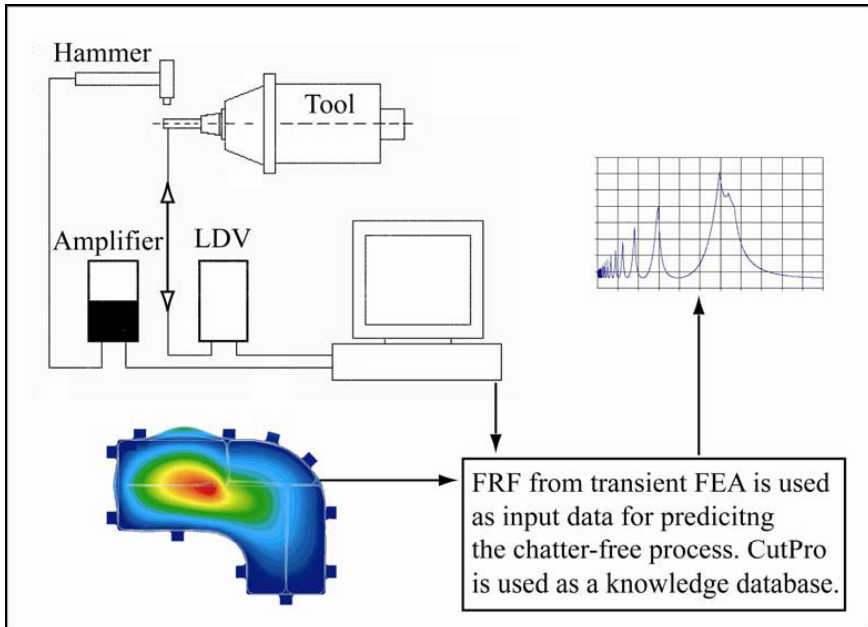 Hammer
Tool
Amplifier
LDV
FRF from transient FEA is used
as input data for predicitng
the chatter-free process. CutPro
is used as a knowledge database.